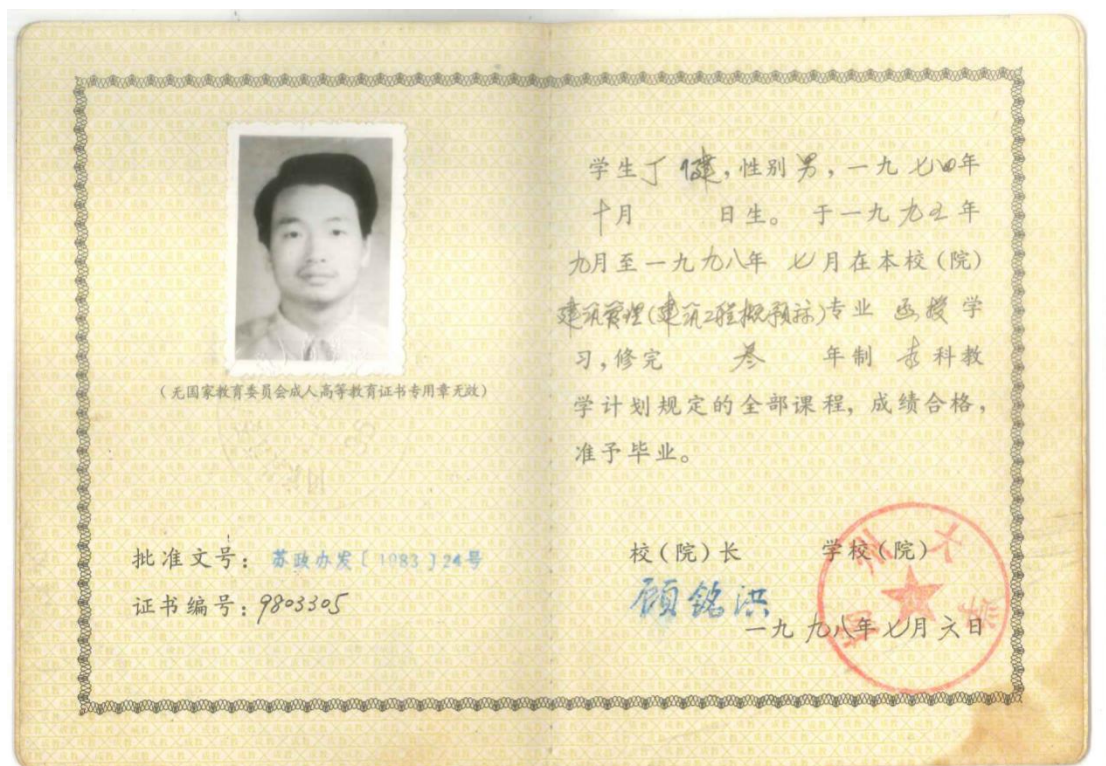 (无国家教育委员会成人高等教育证书专用章无效)
批准文号: 苏政办发〔1983〕24号
证书编号: 9803305
学生丁健,性别男,一九七四年
十月 日生。于一九九五年
九月至一九九八年 七月在本校(院)
建筑管理(建筑工程概预标)专业 函授学
习,修完 叁 年制 专科教
学计划规定的全部课程, 成绩合格,
准予毕业。
校(院)长 学校(院)
顾铭洪
一九九八年七月六日
大学